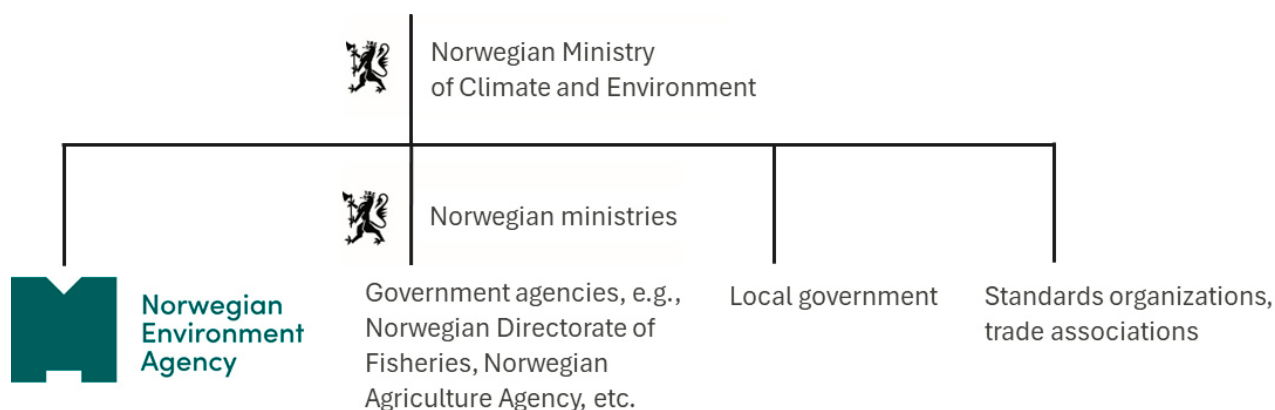 Norwegian Ministry
of Climate and Environment
Norwegian ministries
Norwegian
Environment
Agency
Government agencies, e.g.,
Norwegian Directorate of
Fisheries, Norwegian
Agriculture Agency, etc.
Local government
Standards organizations,
trade associations